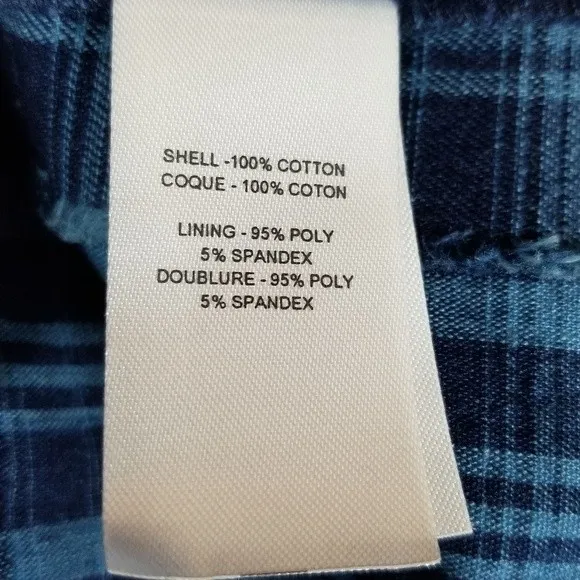 SHELL -100% COTTON
COQUE - 100% COTON
LINING - 95% POLY
5% SPANDEX
DOUBLURE - 95% POLY
5% SPANDEX